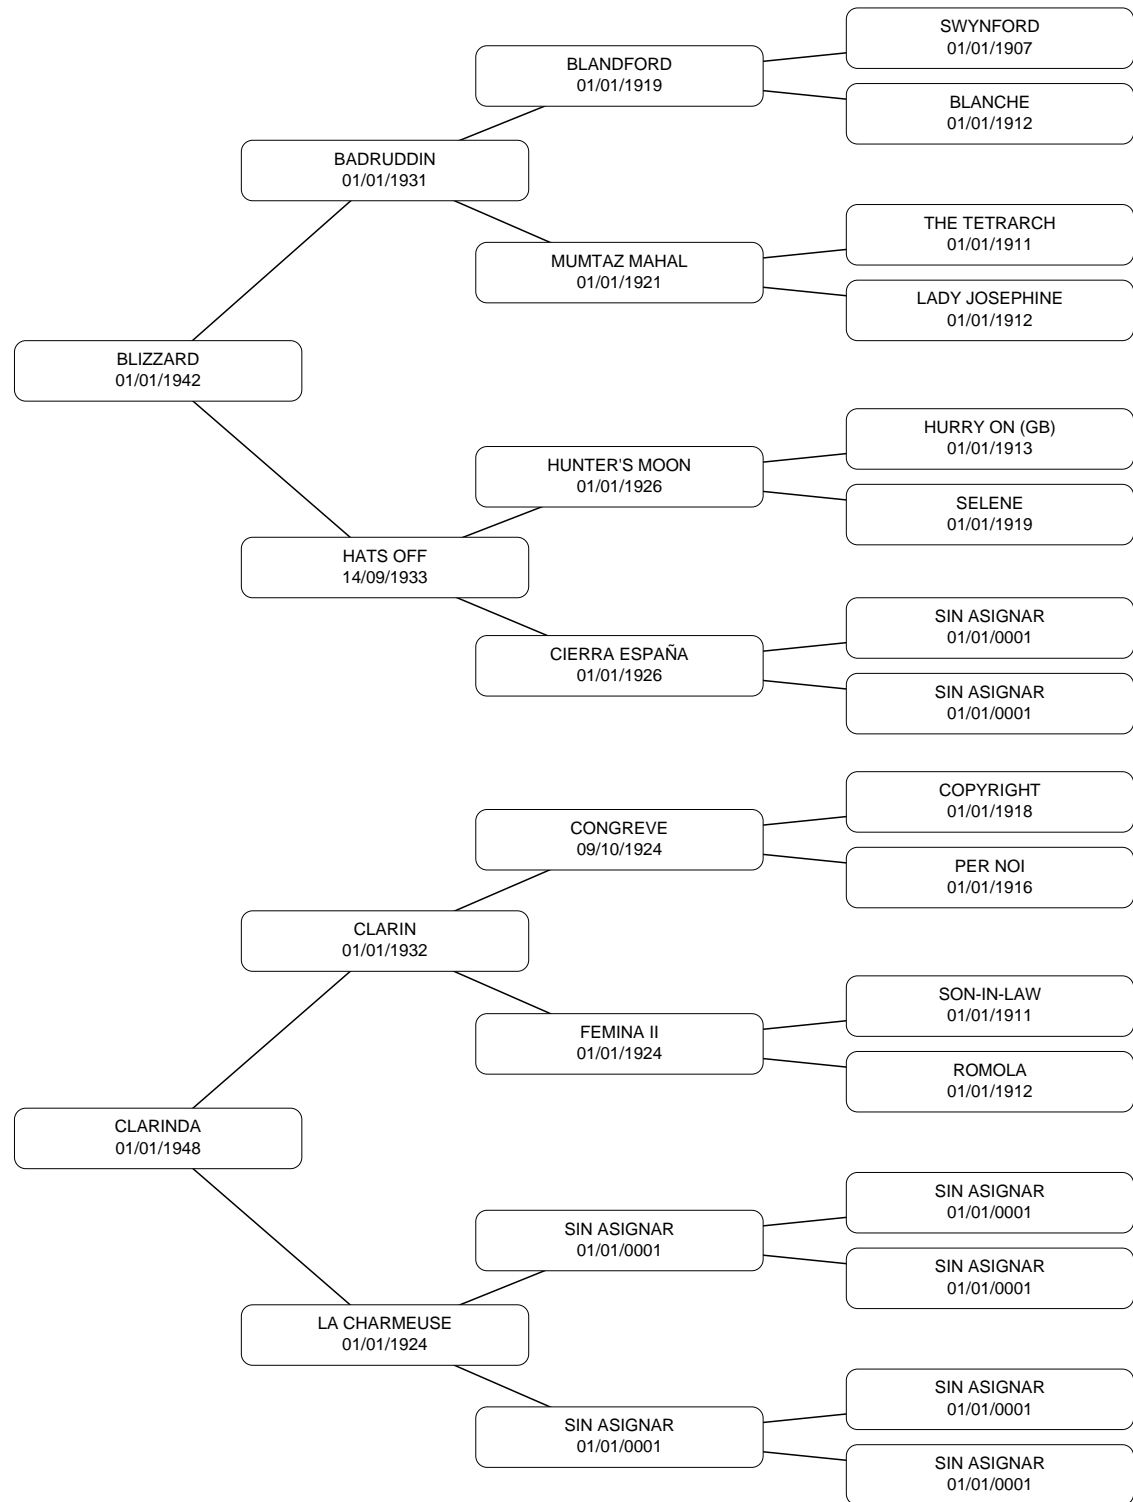 SWYNFORD
01/01/1907
BLANDFORD
01/01/1919
BLANCHE
01/01/1912
BADRUDDIN
01/01/1931
THE TETRARCH
01/01/1911
MUMTAZ MAHAL
01/01/1921
LADY JOSEPHINE
01/01/1912
BLIZZARD
01/01/1942
HURRY ON (GB)
01/01/1913
HUNTER'S MOON
01/01/1926
SELENE
01/01/1919
HATS OFF
14/09/1933
SIN ASIGNAR
01/01/0001
CIERRA ESPAÑA
01/01/1926
SIN ASIGNAR
01/01/0001
COPYRIGHT
01/01/1918
CONGREVE
09/10/1924
PER NOI
01/01/1916
CLARIN
01/01/1932
SON-IN-LAW
01/01/1911
FEMINA II
01/01/1924
ROMOLA
01/01/1912
CLARINDA
01/01/1948
SIN ASIGNAR
01/01/0001
SIN ASIGNAR
01/01/0001
SIN ASIGNAR
01/01/0001
LA CHARMEUSE
01/01/1924
SIN ASIGNAR
01/01/0001
SIN ASIGNAR
01/01/0001
SIN ASIGNAR
01/01/0001